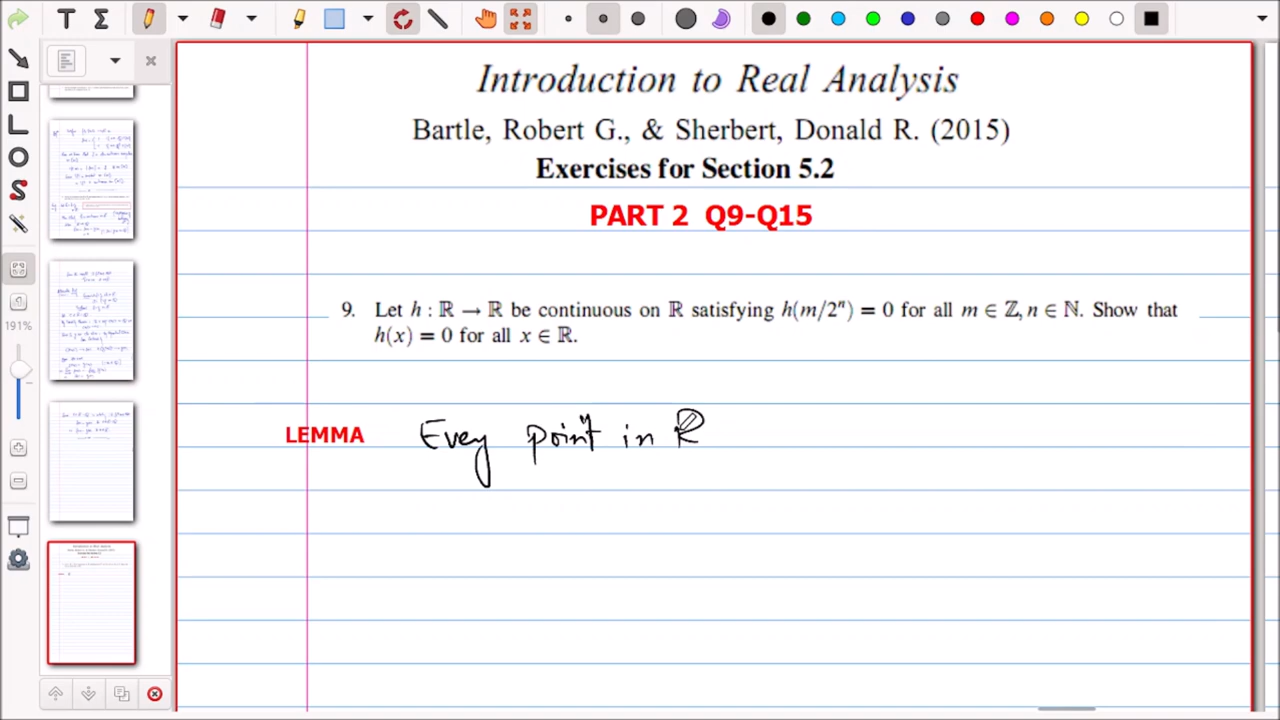 Introduction to Real Analysis
Bartle, Robert G., & Sherbert, Donald R. (2015)
Exercises for Section 5.2
PART 2 Q9-Q15
9. Let h : ℝ → ℝ be continuous on ℝ satisfying h(m/2ⁿ) = 0 for all m ∈ ℤ, n ∈ ℕ. Show that
h(x) = 0 for all x ∈ ℝ.
LEMMA Evey point in ℝ
191%